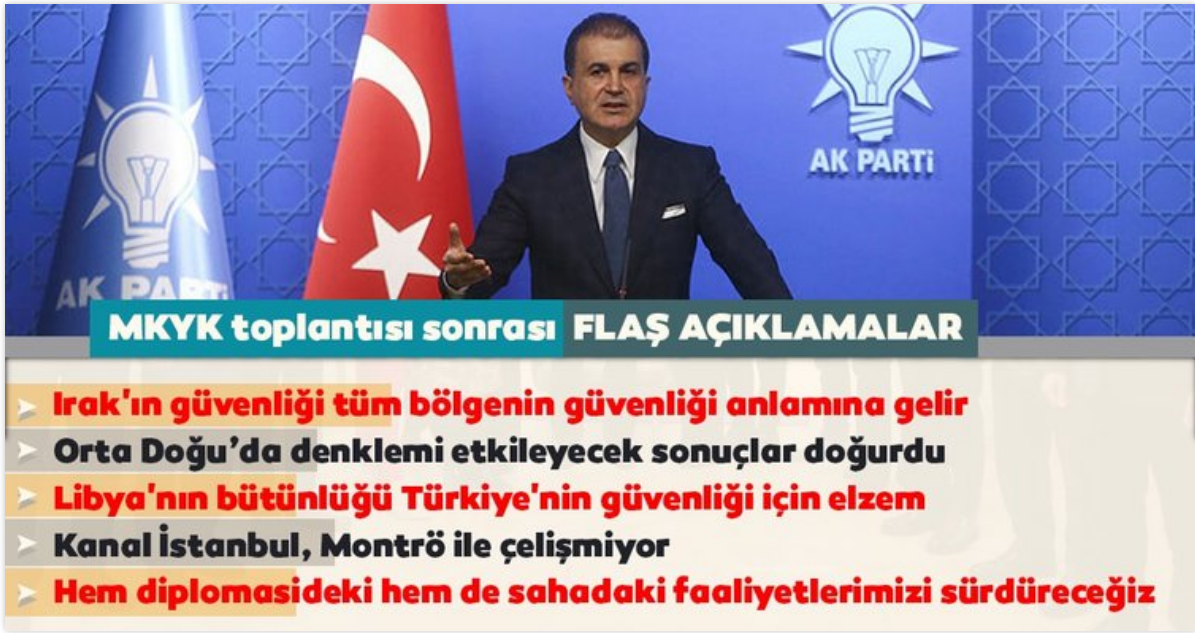 AK PARTİ
AK PARTİ
MKYK toplantısı sonrası FLAŞ AÇIKLAMALAR
Irak'ın güvenliği tüm bölgenin güvenliği anlamına gelir
Orta Doğu'da denklemi etkileyecek sonuçlar doğurdu
Libya'nın bütünlüğü Türkiye'nin güvenliği için elzem
Kanal İstanbul, Montrö ile çelişmiyor
Hem diplomasideki hem de sahadaki faaliyetlerimizi sürdüreceğiz